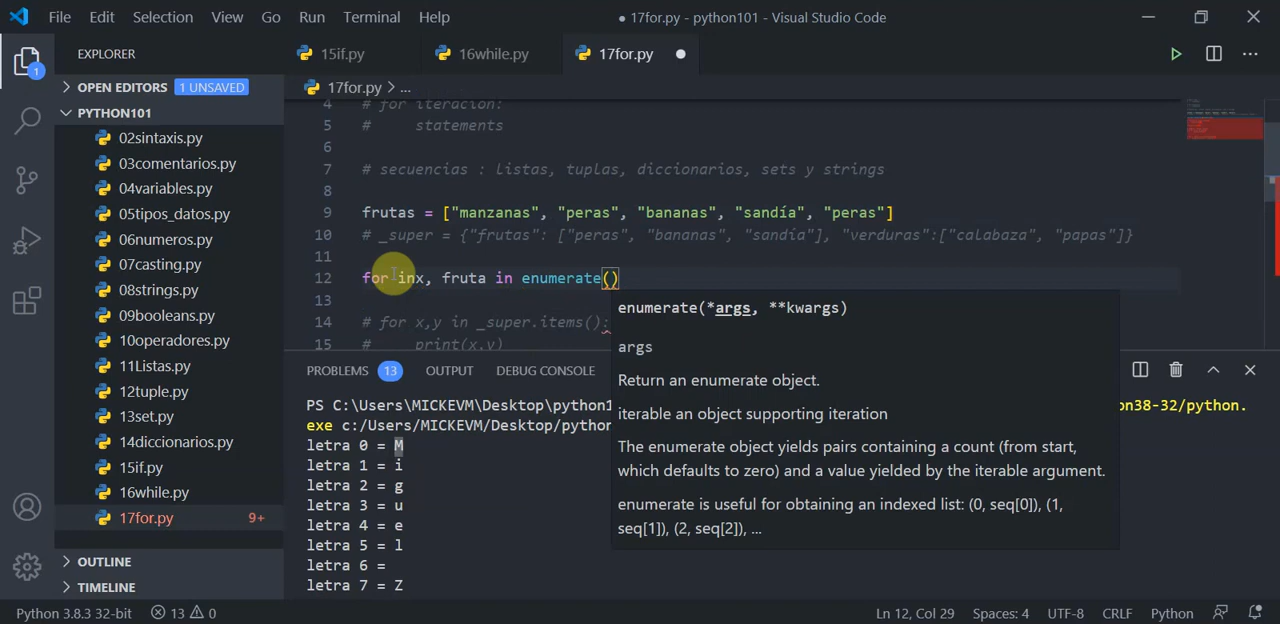 File Edit Selection View Go Run Terminal Help
● 17for.py - python101 - Visual Studio Code
EXPLORER
15if.py
16while.py
17for.py
OPEN EDITORS 1 UNSAVED
17for.py > ...
PYTHON101
02sintaxis.py
03comentarios.py
04variables.py
05tipos_datos.py
06numeros.py
07casting.py
08strings.py
09booleans.py
10operadores.py
11Listas.py
12tuple.py
13set.py
14diccionarios.py
15if.py
16while.py
17for.py 9+
OUTLINE
TIMELINE
1
4 # for iteracion:
5 #     statements
6
7 # secuencias : listas, tuplas, diccionarios, sets y strings
8
9 frutas = ["manzanas", "peras", "bananas", "sandía", "peras"]
10 # _super = {"frutas": ["peras", "bananas", "sandia"], "verduras":["calabaza", "papas"]}
11
12 for inx, fruta in enumerate()
13
14 # for x,y in _super.items():
15 #     print(x,y)
enumerate(*args, **kwargs)
args
Return an enumerate object.
iterable an object supporting iteration
The enumerate object yields pairs containing a count (from start,
which defaults to zero) and a value yielded by the iterable argument.
enumerate is useful for obtaining an indexed list: (0, seq[0]), (1,
seq[1]), (2, seq[2]), ...
PROBLEMS 13 OUTPUT DEBUG CONSOLE
PS C:\Users\MICKEVM\Desktop\python1
on38-32/python.
exe c:/Users/MICKEVM/Desktop/python
letra 0 = M
letra 1 = i
letra 2 = g
letra 3 = u
letra 4 = e
letra 5 = l
letra 6 =
letra 7 = Z
Python 3.8.3 32-bit 13 0 Ln 12, Col 29 Spaces: 4 UTF-8 CRLF Python